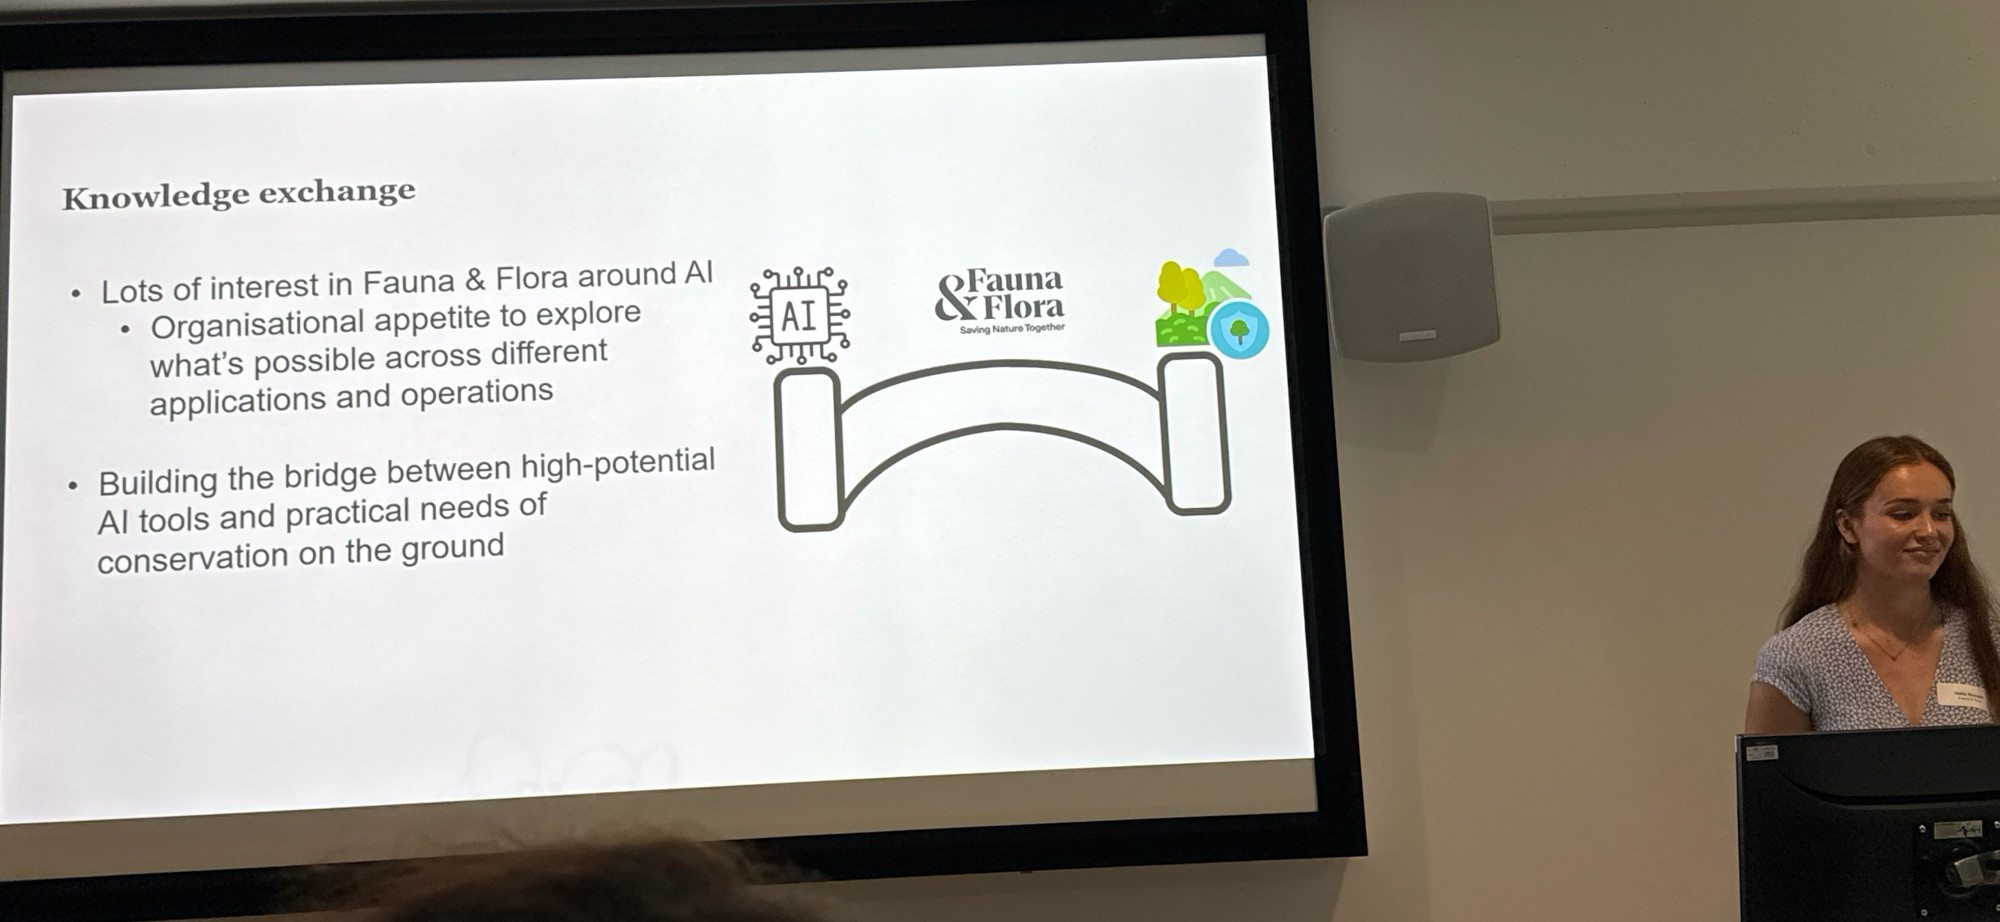 Knowledge exchange
• Lots of interest in Fauna & Flora around AI
• Organisational appetite to explore
what's possible across different
applications and operations
• Building the bridge between high-potential
AI tools and practical needs of
conservation on the ground
AI
&Fauna
Flora
Saving Nature Together